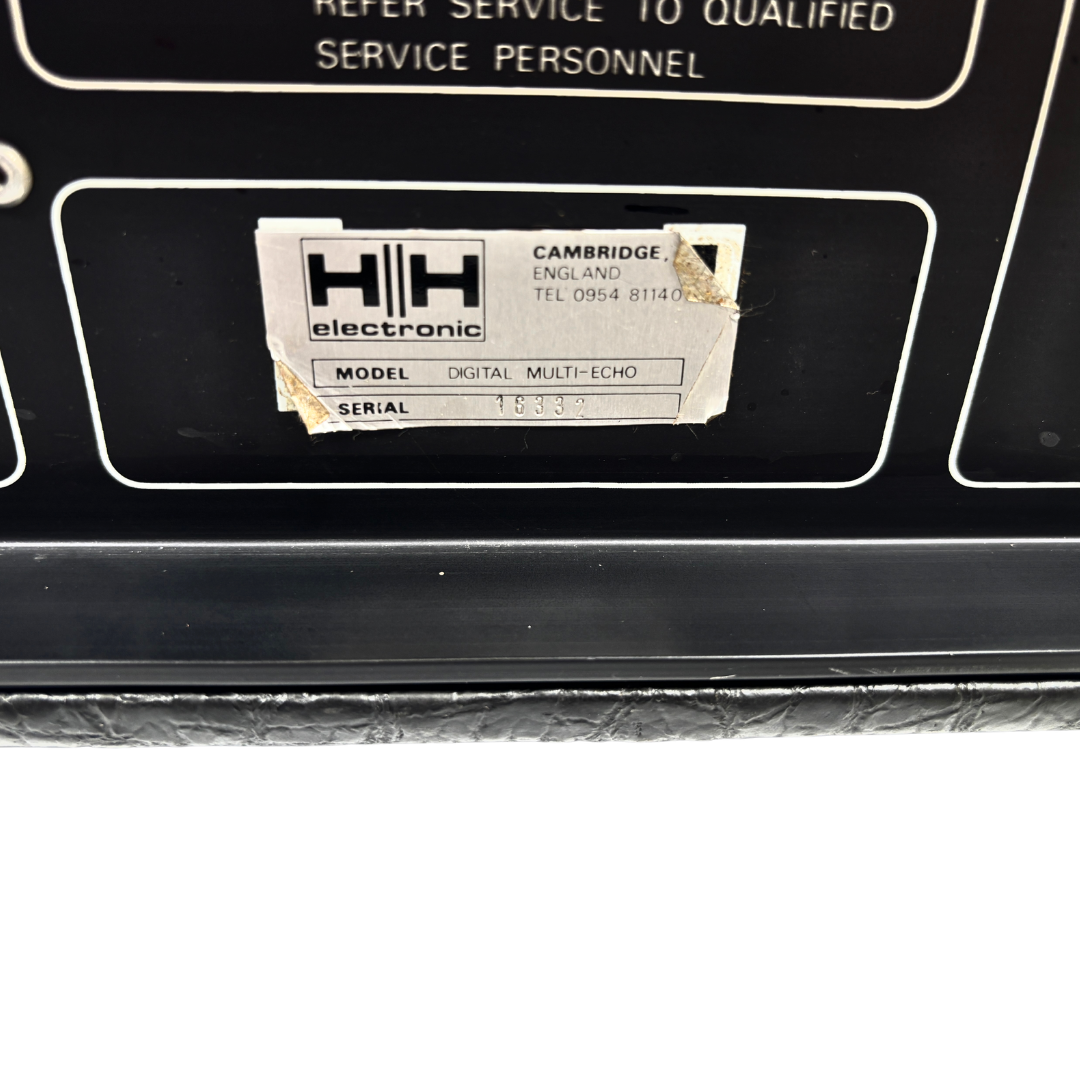 REFER SERVICE TO QUALIFIED
SERVICE PERSONNEL
HH
electronic
CAMBRIDGE,
ENGLAND
TEL 0954 81140
MODEL DIGITAL MULTI-ECHO
SERIAL 16332